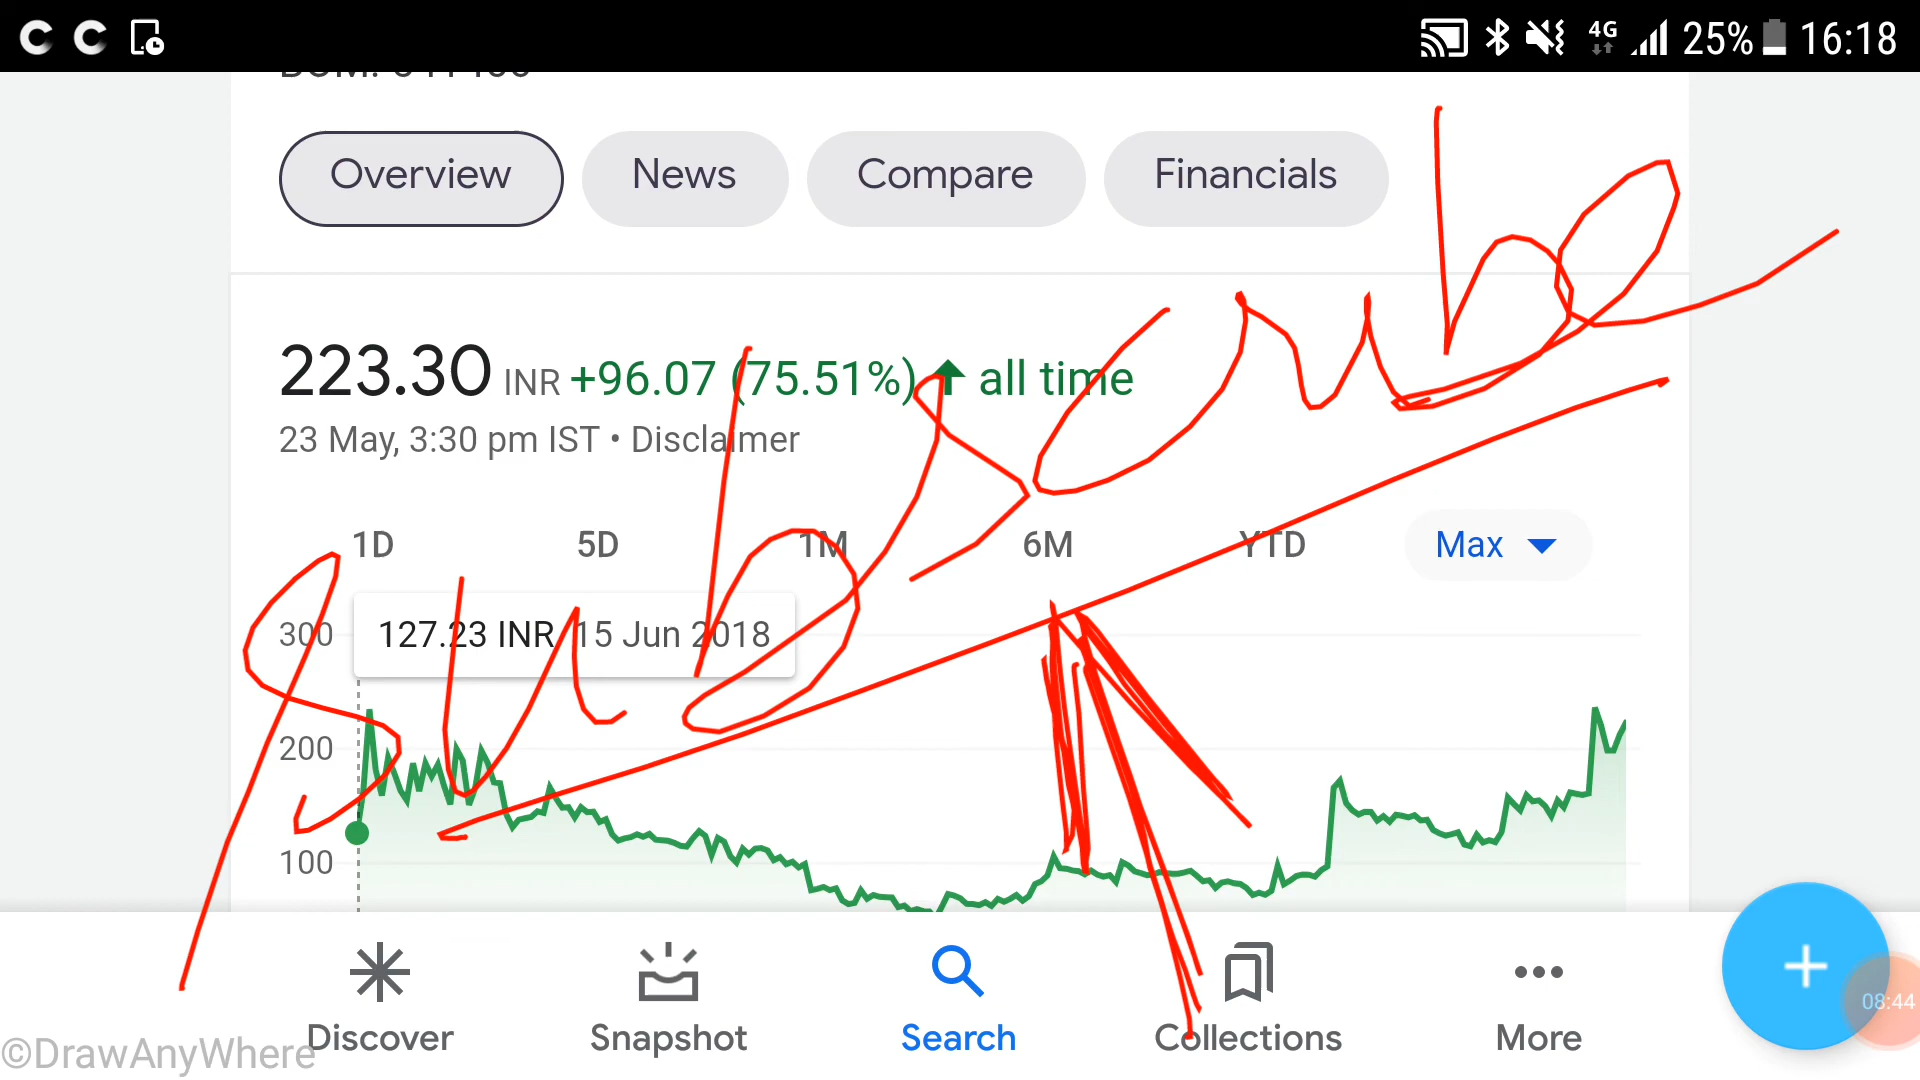 4G 25% 16:18
Overview News Compare Financials
223.30 INR +96.07 (75.51%) ↑ all time
23 May, 3:30 pm IST • Disclaimer
1D 5D 1M 6M YTD Max
127.23 INR 15 Jun 2018
300
200
100
Discover Snapshot Search Collections More
08:44
©DrawAnyWhere